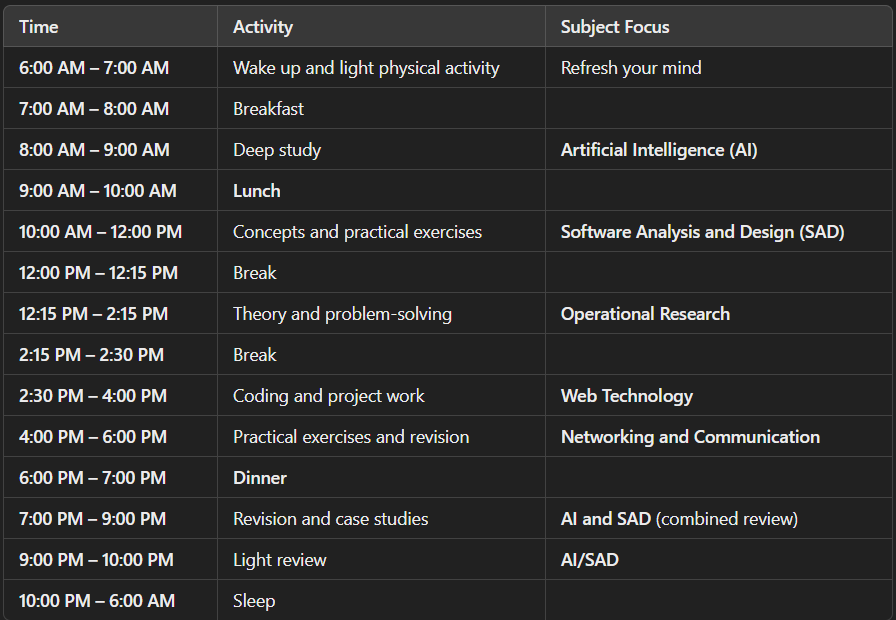 Time Activity Subject Focus
6:00 AM – 7:00 AM Wake up and light physical activity Refresh your mind
7:00 AM – 8:00 AM Breakfast
8:00 AM – 9:00 AM Deep study Artificial Intelligence (AI)
9:00 AM – 10:00 AM Lunch
10:00 AM – 12:00 PM Concepts and practical exercises Software Analysis and Design (SAD)
12:00 PM – 12:15 PM Break
12:15 PM – 2:15 PM Theory and problem-solving Operational Research
2:15 PM – 2:30 PM Break
2:30 PM – 4:00 PM Coding and project work Web Technology
4:00 PM – 6:00 PM Practical exercises and revision Networking and Communication
6:00 PM – 7:00 PM Dinner
7:00 PM – 9:00 PM Revision and case studies AI and SAD (combined review)
9:00 PM – 10:00 PM Light review AI/SAD
10:00 PM – 6:00 AM Sleep